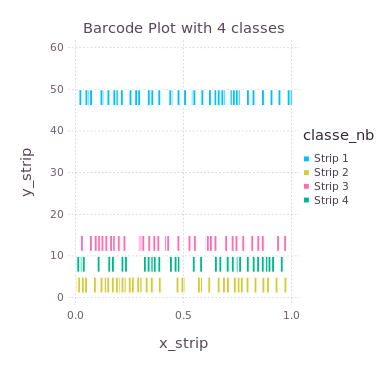 Barcode Plot with 4 classes
60
50
40
30
20
10
0
y_strip
0.0
0.5
1.0
x_strip
classe_nb
Strip 1
Strip 2
Strip 3
Strip 4